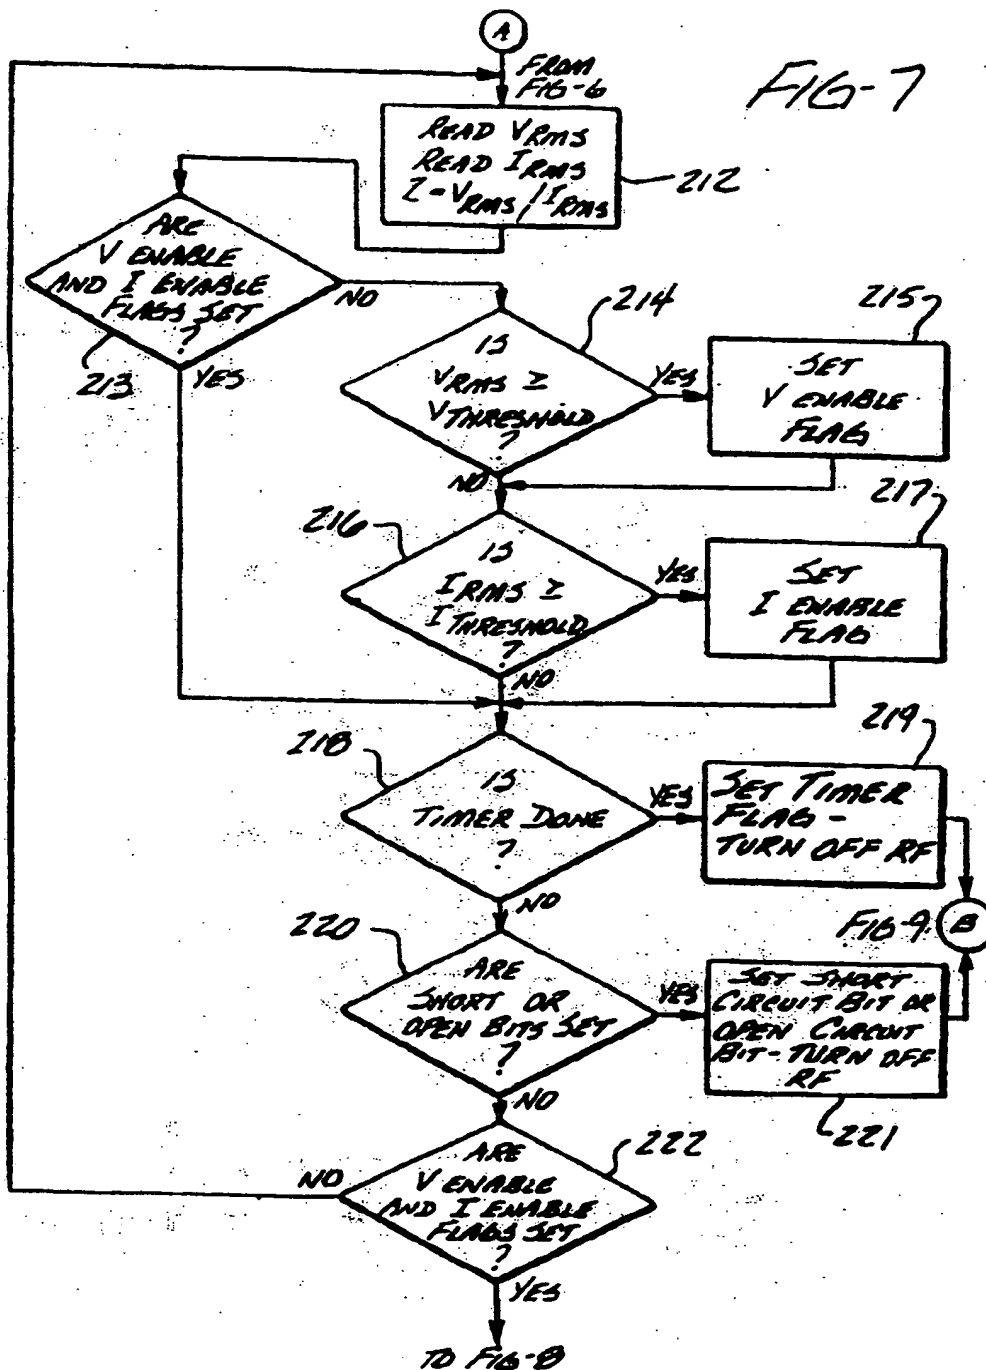 A
FROM
FIG-6
FIG-7
READ VRMS
READ IRMS
Z=VRMS/IRMS
212
ARE
V ENABLE
AND I ENABLE
FLAGS SET
?
213
NO
YES
214
IS
VRMS ≥
VTHRESHOLD
?
YES
NO
215
SET
V ENABLE
FLAG
216
IS
IRMS ≥
ITHRESHOLD
?
YES
NO
217
SET
I ENABLE
FLAG
218
IS
TIMER DONE
?
YES
NO
219
SET TIMER
FLAG -
TURN OFF RF
FIG-9
B
220
ARE
SHORT OR
OPEN BITS SET
?
YES
NO
SET SHORT
CIRCUIT BIT OR
OPEN CIRCUIT
BIT-TURN OFF
RF
221
222
ARE
V ENABLE
AND I ENABLE
FLAGS SET
?
NO
YES
TO FIG-8